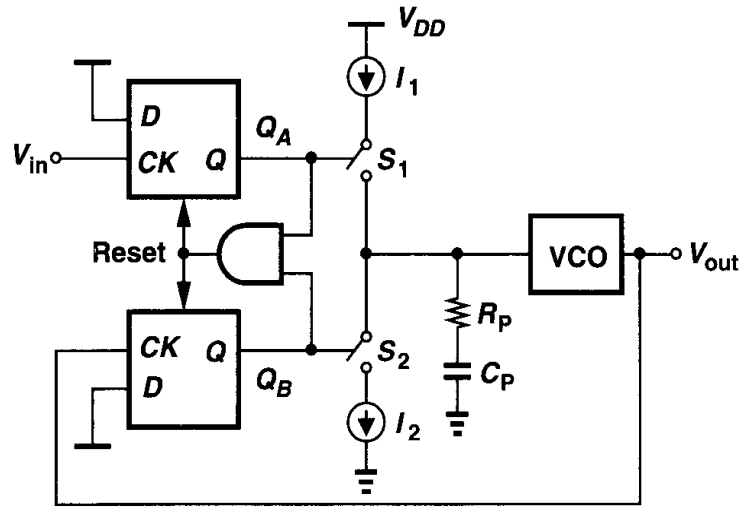 V_DD
I_1
D
Q_A
V_in
CK
Q
S_1
Reset
VCO
V_out
R_P
CK
Q
S_2
D
Q_B
C_P
I_2